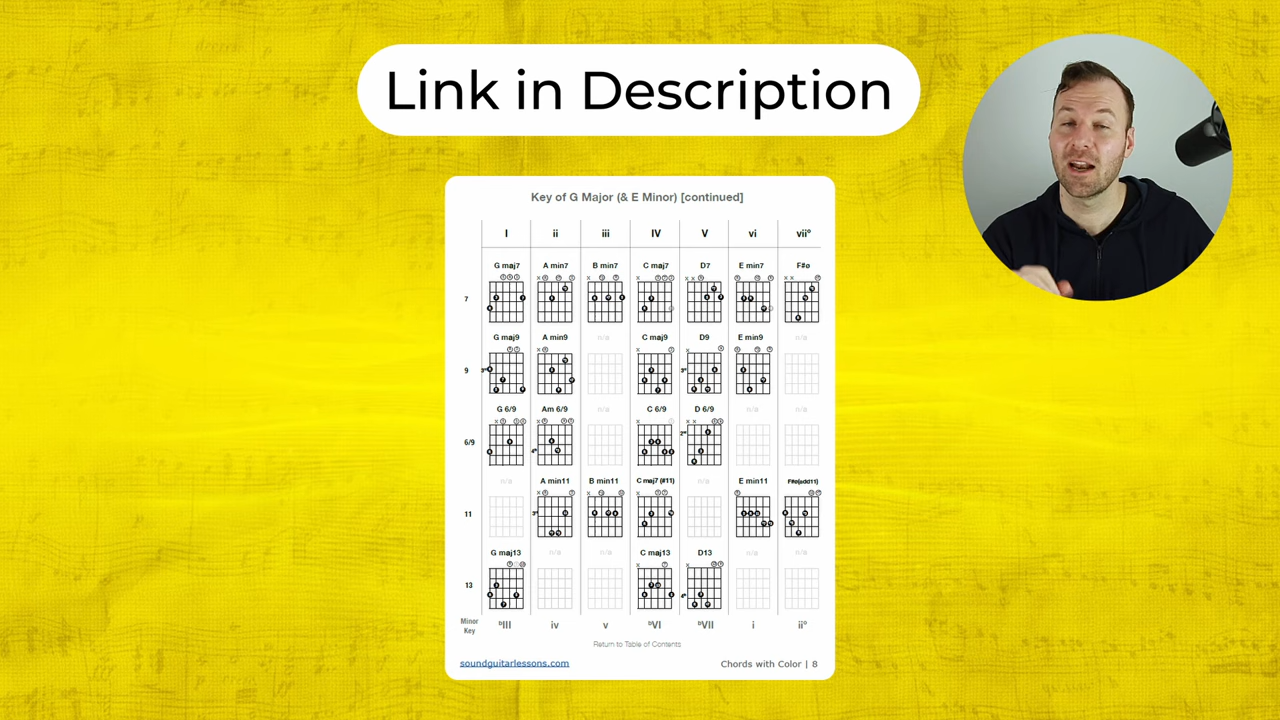 Link in Description
Key of G Major (& E Minor) [continued]
I ii iii IV V vi vii°
G maj7 A min7 B min7 C maj7 D7 E min7 F#ø
7
G maj9 A min9 n/a C maj9 D9 E min9 n/a
9
G 6/9 Am 6/9 n/a C 6/9 D 6/9 n/a n/a
6/9
n/a A min11 B min11 C maj7 (#11) n/a E min11 F#ø(add11)
11
G maj13 n/a n/a C maj13 D13 n/a n/a
13
Minor Key ᵇIII iv v ᵇVI ᵇVII i ii°
Return to Table of Contents
soundguitarlessons.com Chords with Color | 8